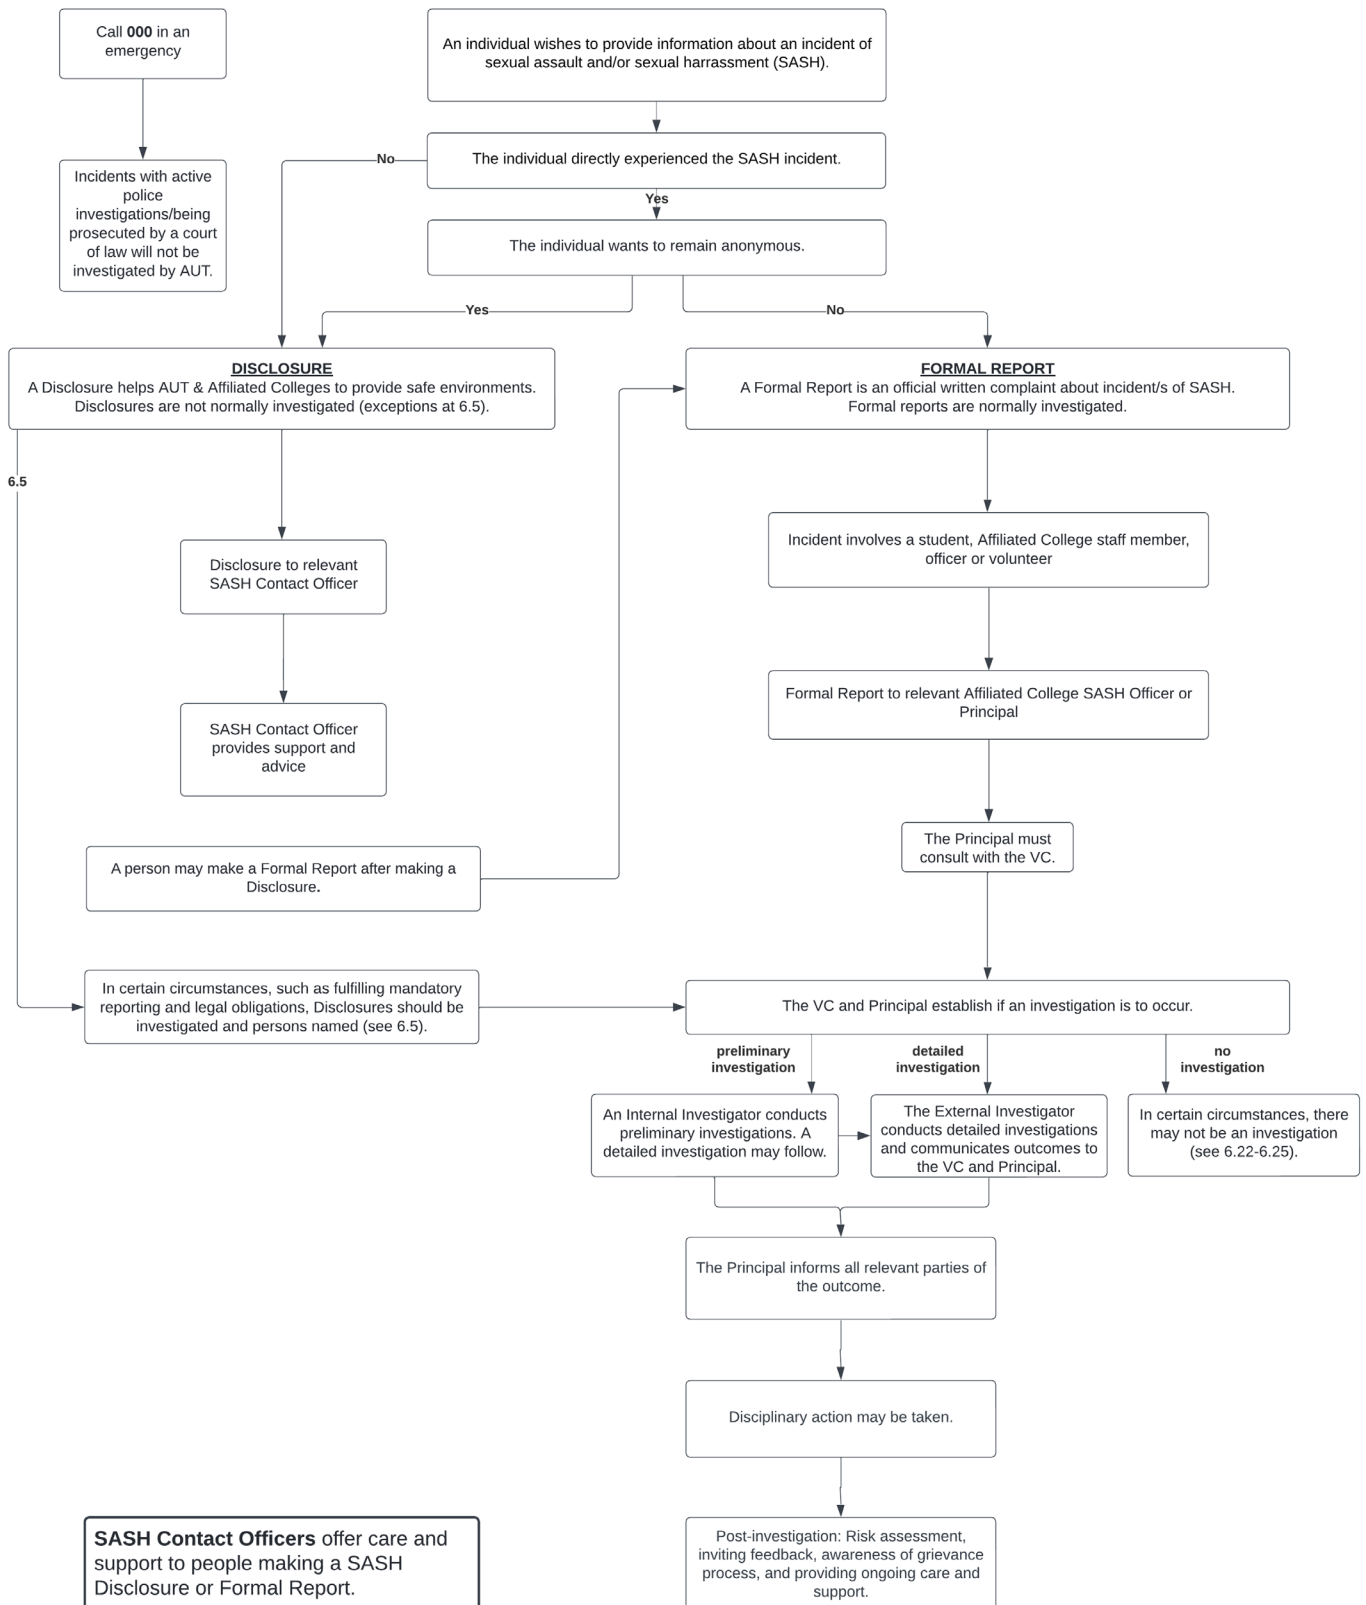 Call 000 in an
emergency
An individual wishes to provide information about an incident of
sexual assault and/or sexual harrassment (SASH).
The individual directly experienced the SASH incident.
No
Incidents with active
police
investigations/being
prosecuted by a court
of law will not be
investigated by AUT.
Yes
The individual wants to remain anonymous.
Yes
No
DISCLOSURE
A Disclosure helps AUT & Affiliated Colleges to provide safe environments.
Disclosures are not normally investigated (exceptions at 6.5).
FORMAL REPORT
A Formal Report is an official written complaint about incident/s of SASH.
Formal reports are normally investigated.
6.5
Disclosure to relevant
SASH Contact Officer
Incident involves a student, Affiliated College staff member,
officer or volunteer
SASH Contact Officer
provides support and
advice
Formal Report to relevant Affiliated College SASH Officer or
Principal
The Principal must
consult with the VC.
A person may make a Formal Report after making a
Disclosure.
In certain circumstances, such as fulfilling mandatory
reporting and legal obligations, Disclosures should be
investigated and persons named (see 6.5).
The VC and Principal establish if an investigation is to occur.
preliminary
investigation
detailed
investigation
no
investigation
An Internal Investigator conducts
preliminary investigations. A
detailed investigation may follow.
The External Investigator
conducts detailed investigations
and communicates outcomes to
the VC and Principal.
In certain circumstances, there
may not be an investigation
(see 6.22-6.25).
The Principal informs all relevant parties of
the outcome.
Disciplinary action may be taken.
SASH Contact Officers offer care and
support to people making a SASH
Disclosure or Formal Report.
Post-investigation: Risk assessment,
inviting feedback, awareness of grievance
process, and providing ongoing care and
support.